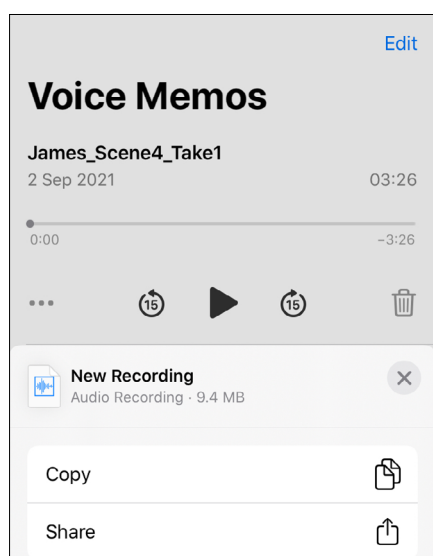 Edit
Voice Memos
James_Scene4_Take1
2 Sep 2021 03:26
0:00 −3:26
15 15
New Recording
Audio Recording · 9.4 MB
Copy
Share